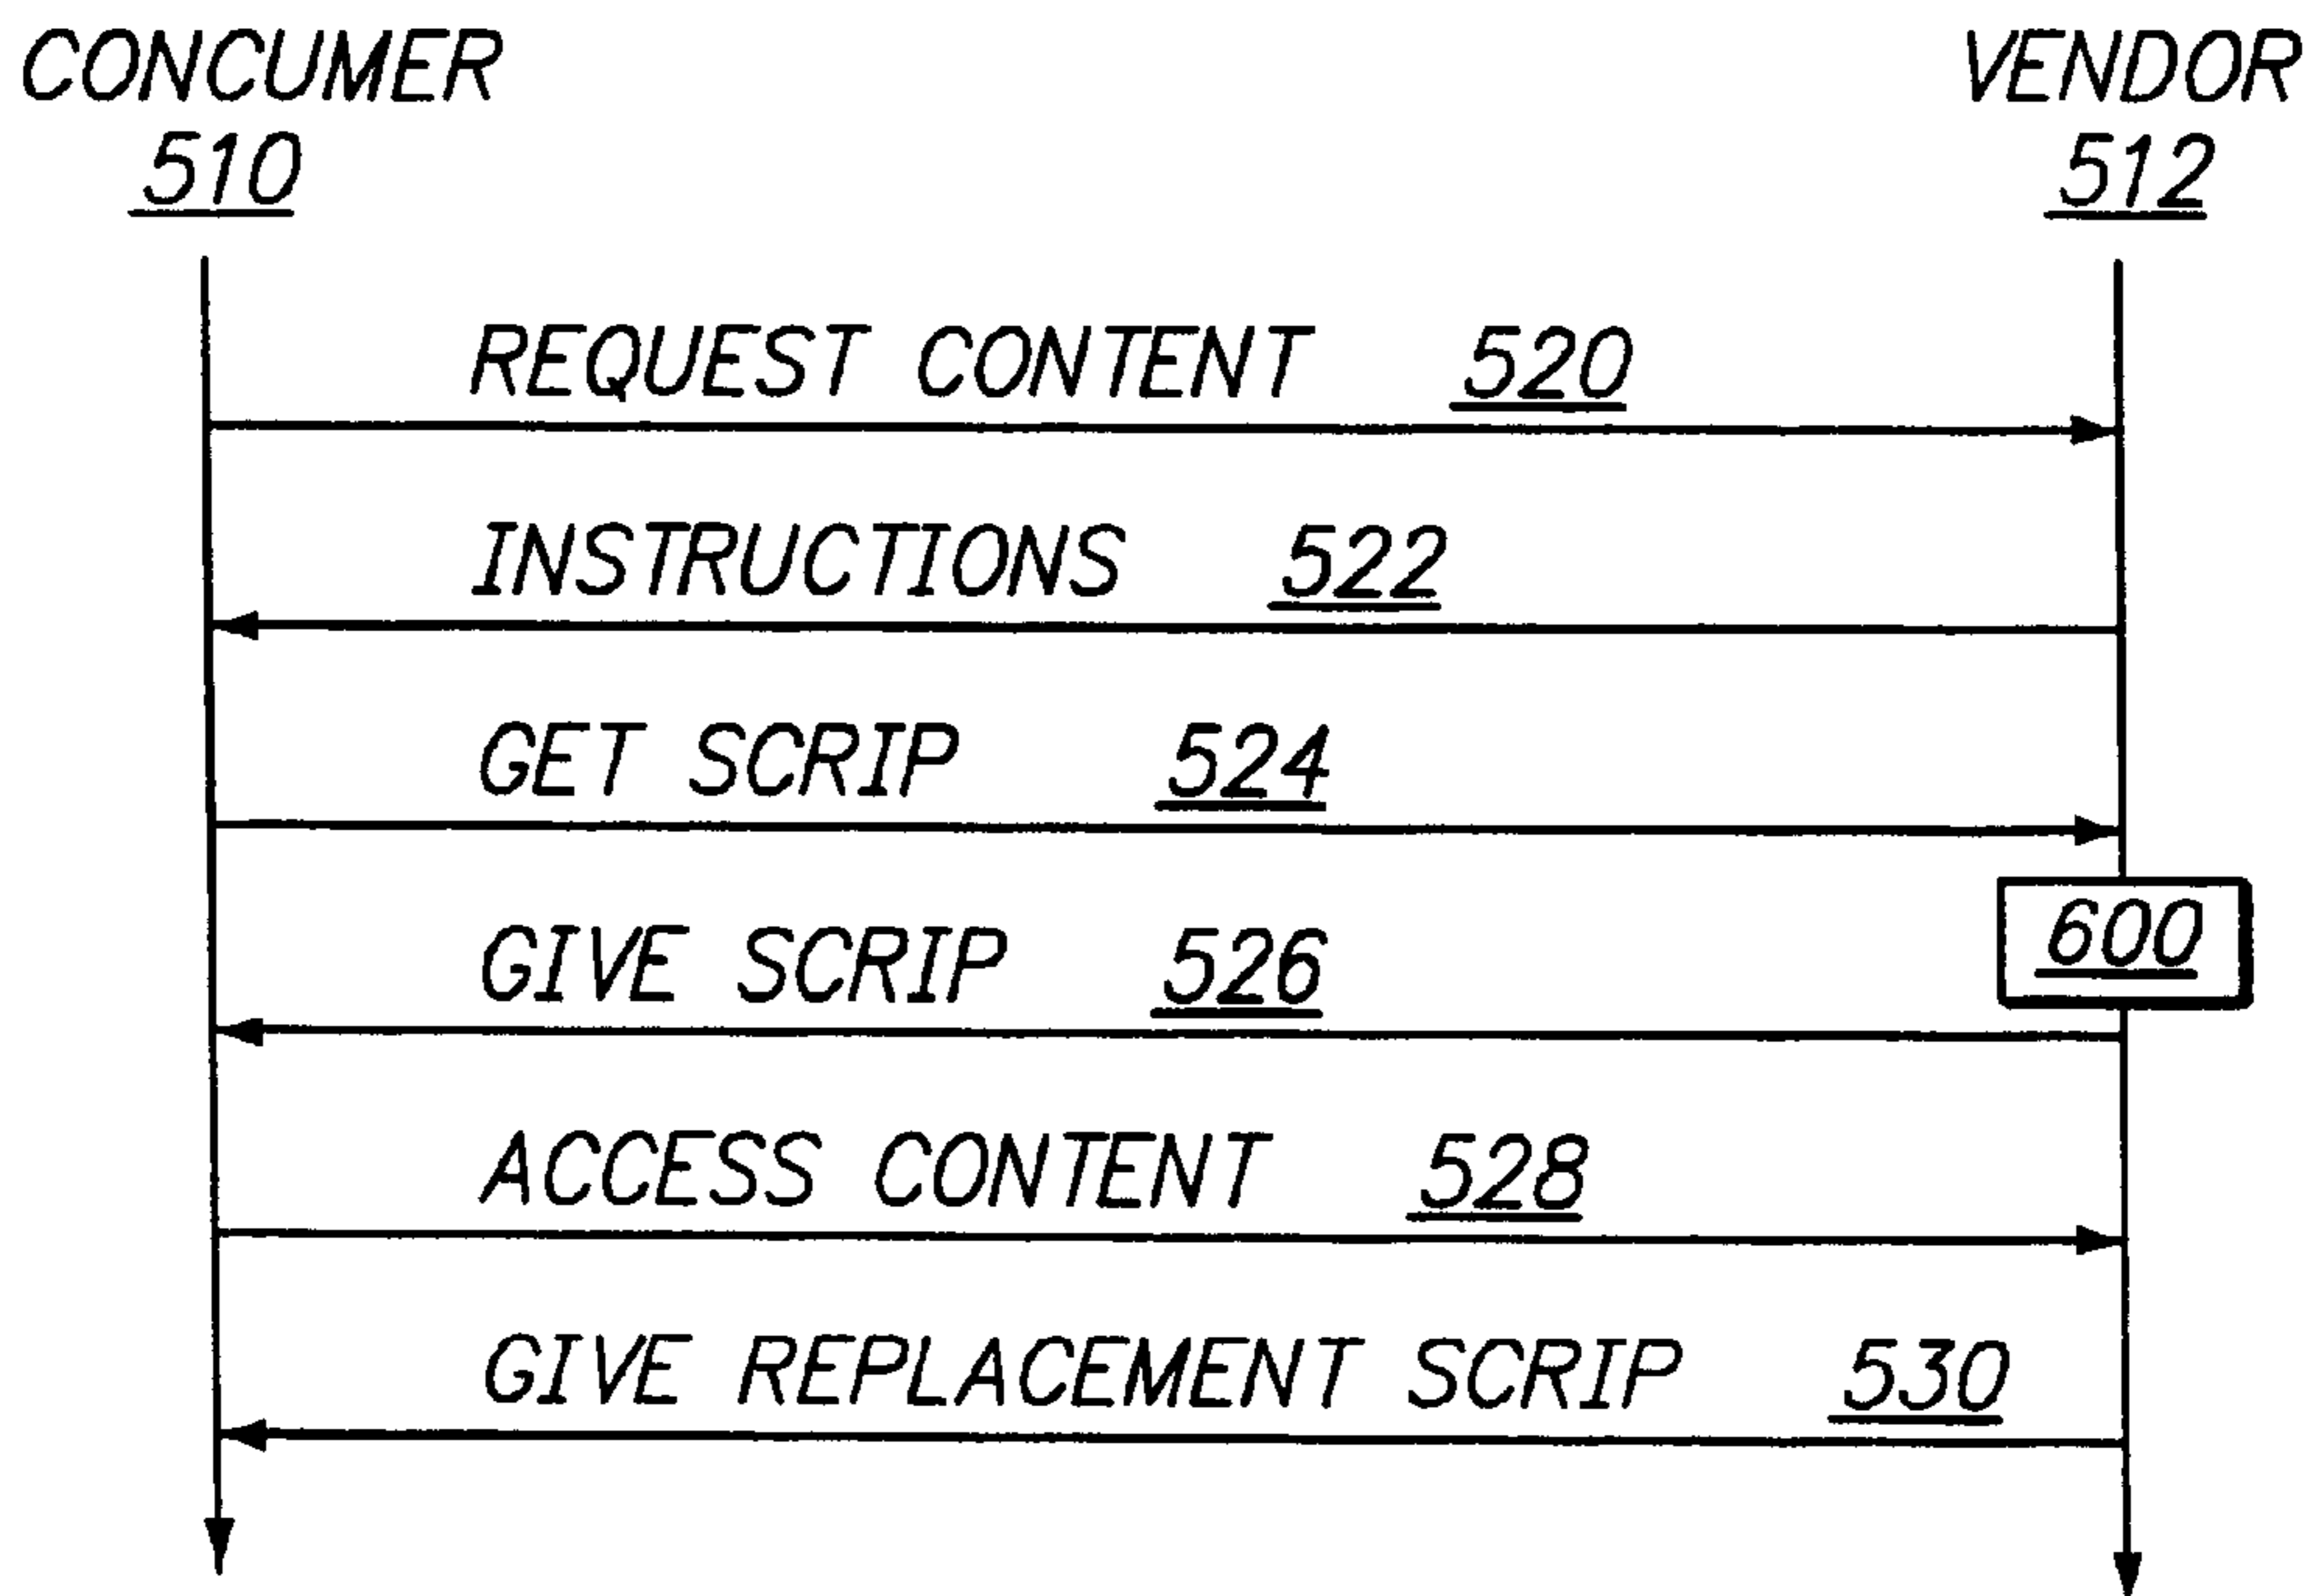 CONCUMER VENDOR
510 512
REQUEST CONTENT 520
INSTRUCTIONS 522
GET SCRIP 524
600
GIVE SCRIP 526
ACCESS CONTENT 528
GIVE REPLACEMENT SCRIP 530